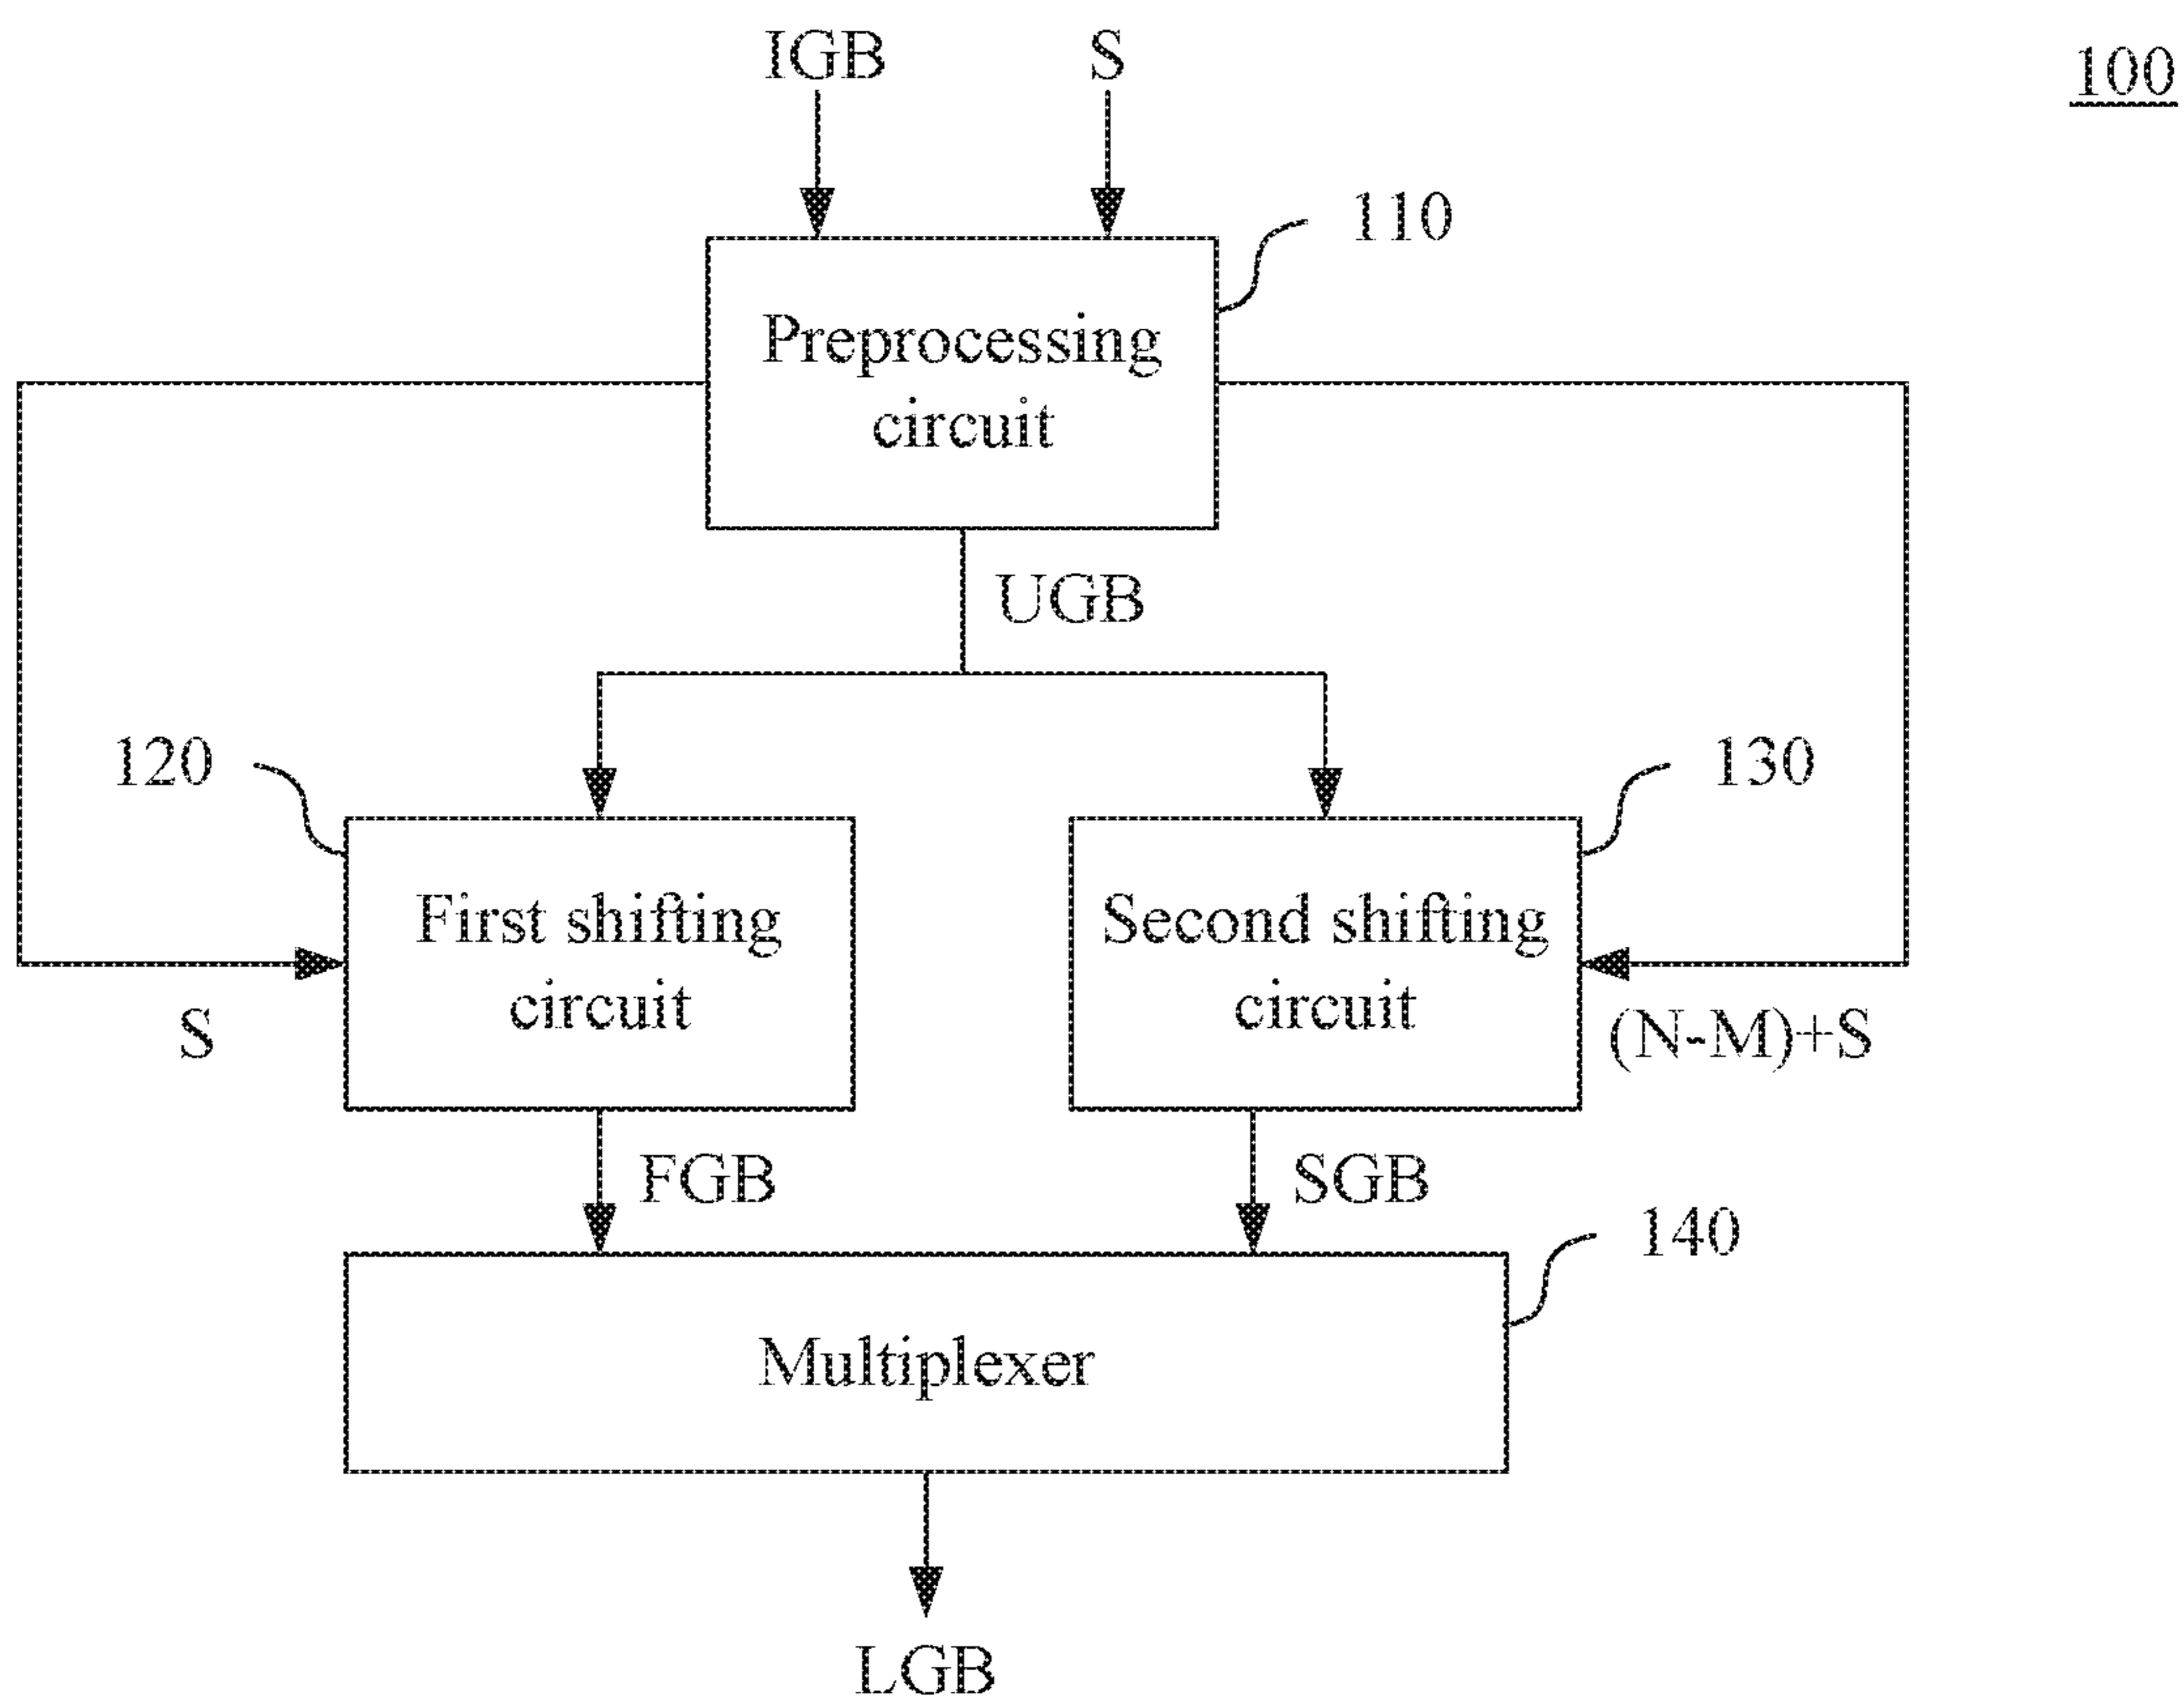 IGB
S
100
110
Preprocessing
circuit
UGB
120
130
First shifting
circuit
Second shifting
circuit
S
(N-M)+S
FGB
SGB
140
Multiplexer
LGB